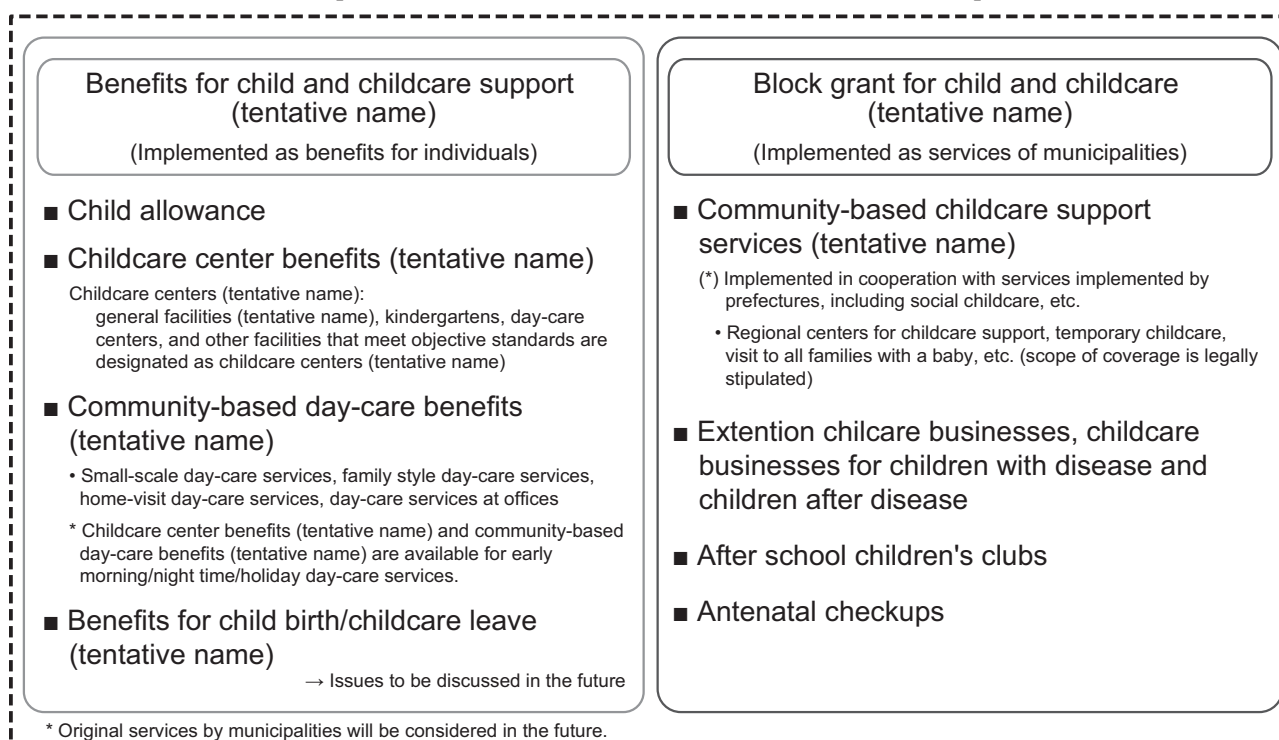 Benefits for child and childcare support
(tentative name)
(Implemented as benefits for individuals)
■ Child allowance
■ Childcare center benefits (tentative name)
Childcare centers (tentative name):
general facilities (tentative name), kindergartens, day-care
centers, and other facilities that meet objective standards are
designated as childcare centers (tentative name)
■ Community-based day-care benefits
(tentative name)
• Small-scale day-care services, family style day-care services,
home-visit day-care services, day-care services at offices
* Childcare center benefits (tentative name) and community-based
day-care benefits (tentative name) are available for early
morning/night time/holiday day-care services.
■ Benefits for child birth/childcare leave
(tentative name)
→ Issues to be discussed in the future
Block grant for child and childcare
(tentative name)
(Implemented as services of municipalities)
■ Community-based childcare support
services (tentative name)
(*) Implemented in cooperation with services implemented by
prefectures, including social childcare, etc.
• Regional centers for childcare support, temporary childcare,
visit to all families with a baby, etc. (scope of coverage is legally
stipulated)
■ Extention chilcare businesses, childcare
businesses for children with disease and
children after disease
■ After school children's clubs
■ Antenatal checkups
* Original services by municipalities will be considered in the future.